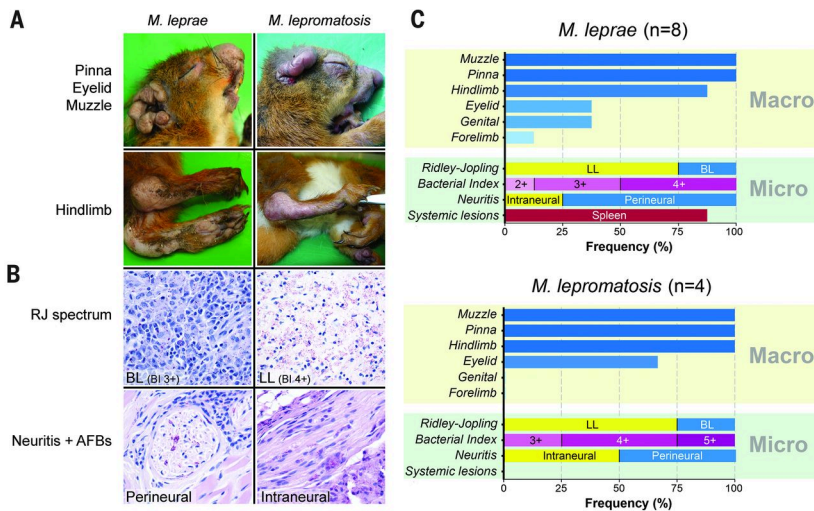 A
M. leprae
M. lepromatosis
Pinna
Eyelid
Muzzle
Hindlimb
B
RJ spectrum
BL (BI 3+)
LL (BI 4+)
Neuritis + AFBs
Perineural
Intraneural
C
M. leprae (n=8)
Muzzle
Pinna
Hindlimb
Eyelid
Genital
Forelimb
Macro
Ridley-Jopling
LL
BL
Bacterial Index
2+
3+
4+
Neuritis
Intraneural
Perineural
Systemic lesions
Spleen
Micro
0 25 50 75 100
Frequency (%)
M. lepromatosis (n=4)
Muzzle
Pinna
Hindlimb
Eyelid
Genital
Forelimb
Macro
Ridley-Jopling
LL
BL
Bacterial Index
3+
4+
5+
Neuritis
Intraneural
Perineural
Systemic lesions
Micro
0 25 50 75 100
Frequency (%)